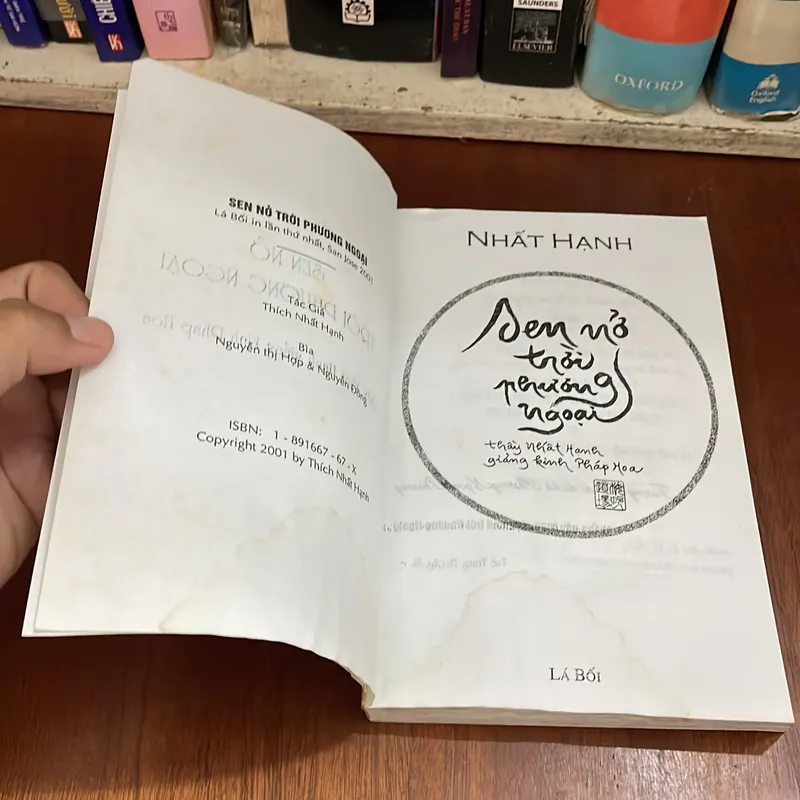 SAUNDERS
ELSEVIER
OXFORD
Oxford
English
SEN NỞ TRỜI PHƯƠNG NGOẠI
Lá Bối in lần thứ nhất, San Jose 2001
Tác Giả
Thích Nhất Hạnh
Bìa
Nguyễn thị Hợp & Nguyễn Đồng
ISBN: 1 - 891667 - 67 - X
Copyright 2001 by Thích Nhất Hạnh
NHẤT HẠNH
Sen nở
trời
phương
ngoại
thầy Nhất Hạnh
giảng kinh Pháp Hoa
LÁ BỐI